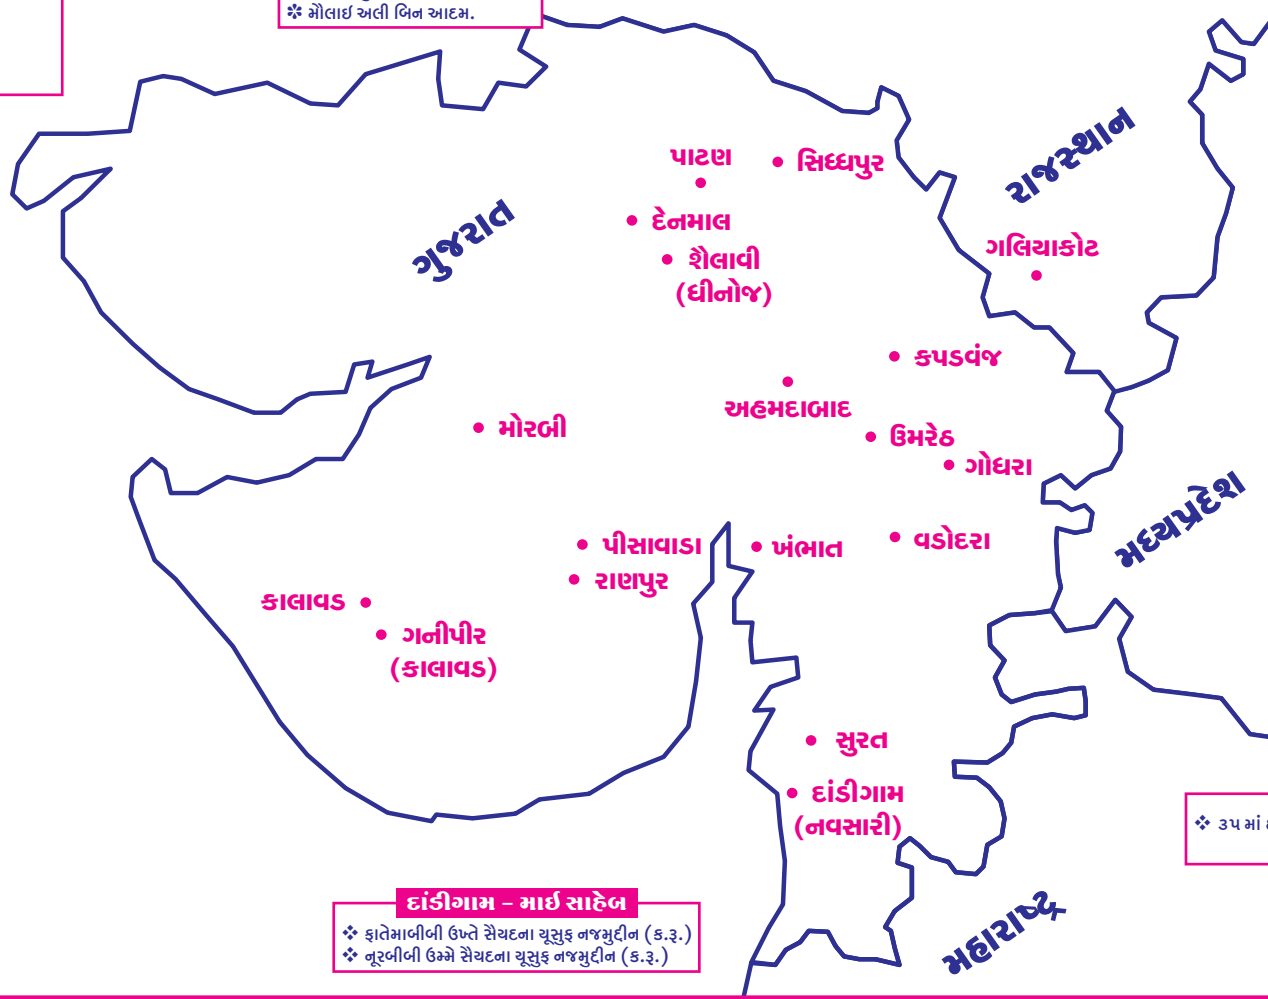 ❉ મૌલાઇ અલી બિન આદમ.
રાજસ્થાન
પાટણ
સિધ્ધપુર
દેનમાલ
ગુજરાત
ગલિયાકોટ
શૈલાવી
(ધીનોજ)
કપડવંજ
અહમદાબાદ
મોરબી
ઉમરેઠ
ગોધરા
મધ્યપ્રદેશ
પીસાવાડા
ખંભાત
વડોદરા
રાણપુર
કાલાવડ
ગનીપીર
(કાલાવડ)
સુરત
દાંડીગામ
(નવસારી)
❖ ૩૫ માં
દાંડીગામ – માઈ સાહેબ
❖ ફાતેમાબીબી ઉખ્તે સૈયદના યૂસુફ નજમુદ્દીન (ક.રૂ.)
❖ નૂરબીબી ઉમ્મે સૈયદના યૂસુફ નજમુદ્દીન (ક.રૂ.)
મહારાષ્ટ્ર